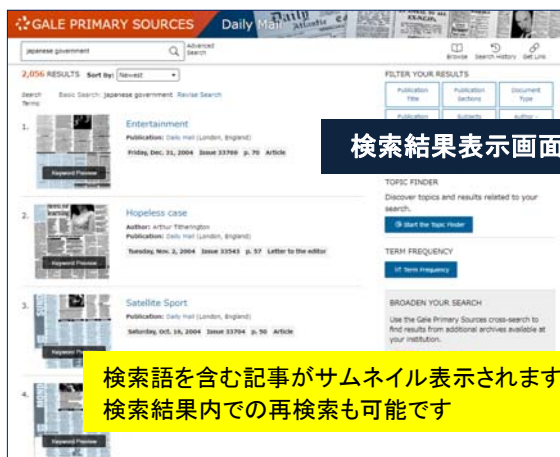 GALE PRIMARY SOURCES Daily Mail
Daily
Atlantic
japanese government
Advanced Search
Browse Search History Get Link
2,056 RESULTS Sort by: Newest
Search Terms: Basic Search: japanese government Revise Search
1.
Entertainment
Publication: Daily Mail (London, England)
Friday, Dec. 31, 2004 Issue 33769 p. 70 Article
Keyword Preview
2.
Hopeless case
Author: Arthur Titherington
Publication: Daily Mail (London, England)
Tuesday, Nov. 2, 2004 Issue 33543 p. 57 Letter to the editor
Keyword Preview
3.
Satellite Sport
Publication: Daily Mail (London, England)
Saturday, Oct. 16, 2004 Issue 33704 p. 50 Article
Keyword Preview
4.
Keyword Preview
FILTER YOUR RESULTS
Publication Title
Publication Sections
Document Type
Publication
Subjects
Author -
検索結果表示画面
TOPIC FINDER
Discover topics and results related to your search.
Start the Topic Finder
TERM FREQUENCY
Term Frequency
BROADEN YOUR SEARCH
Use the Gale Primary Sources cross-search to find results from additional archives available at your institution.
検索語を含む記事がサムネイル表示されます
検索結果内での再検索も可能です